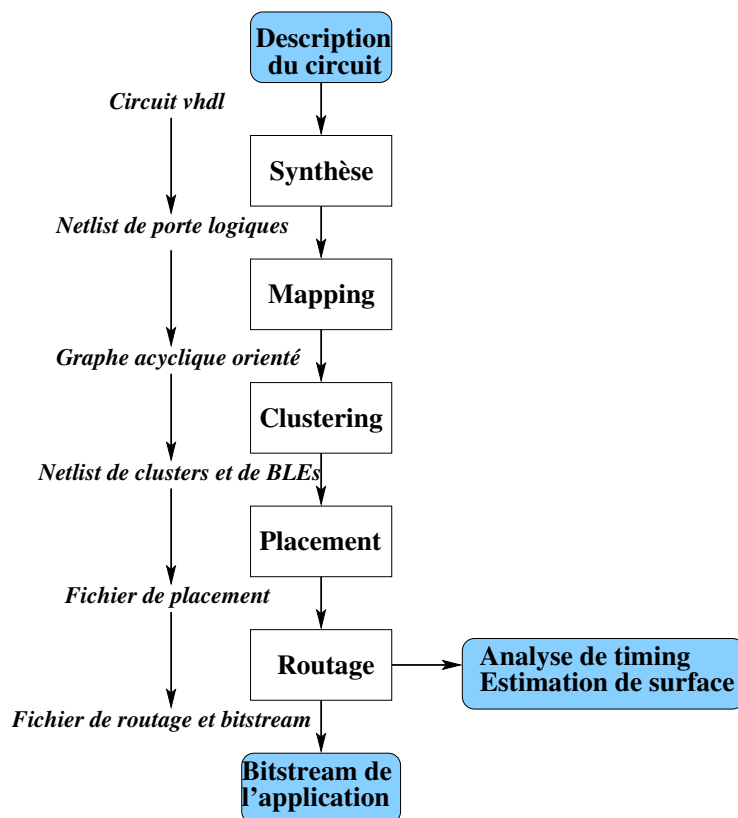 Description
du circuit
Circuit vhdl
Synthèse
Netlist de porte logiques
Mapping
Graphe acyclique orienté
Clustering
Netlist de clusters et de BLEs
Placement
Fichier de placement
Routage
Analyse de timing
Estimation de surface
Fichier de routage et bitstream
Bitstream de
l'application